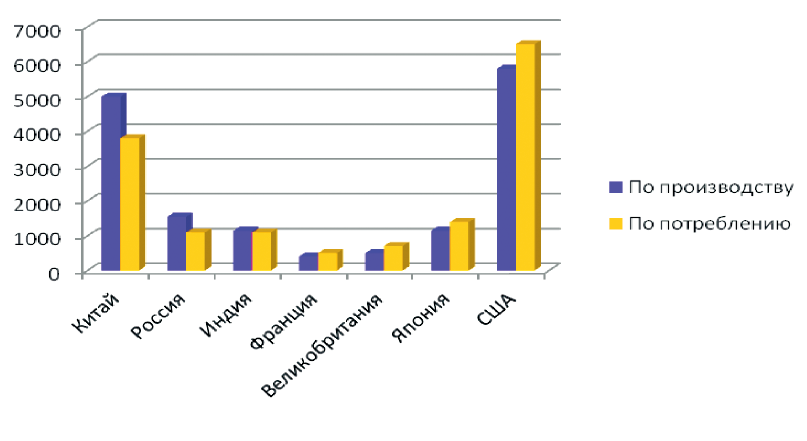 7000
6000
5000
4000
3000
2000
1000
0
Китай
Россия
Индия
Франция
Великобритания
Япония
США
По производству
По потреблению